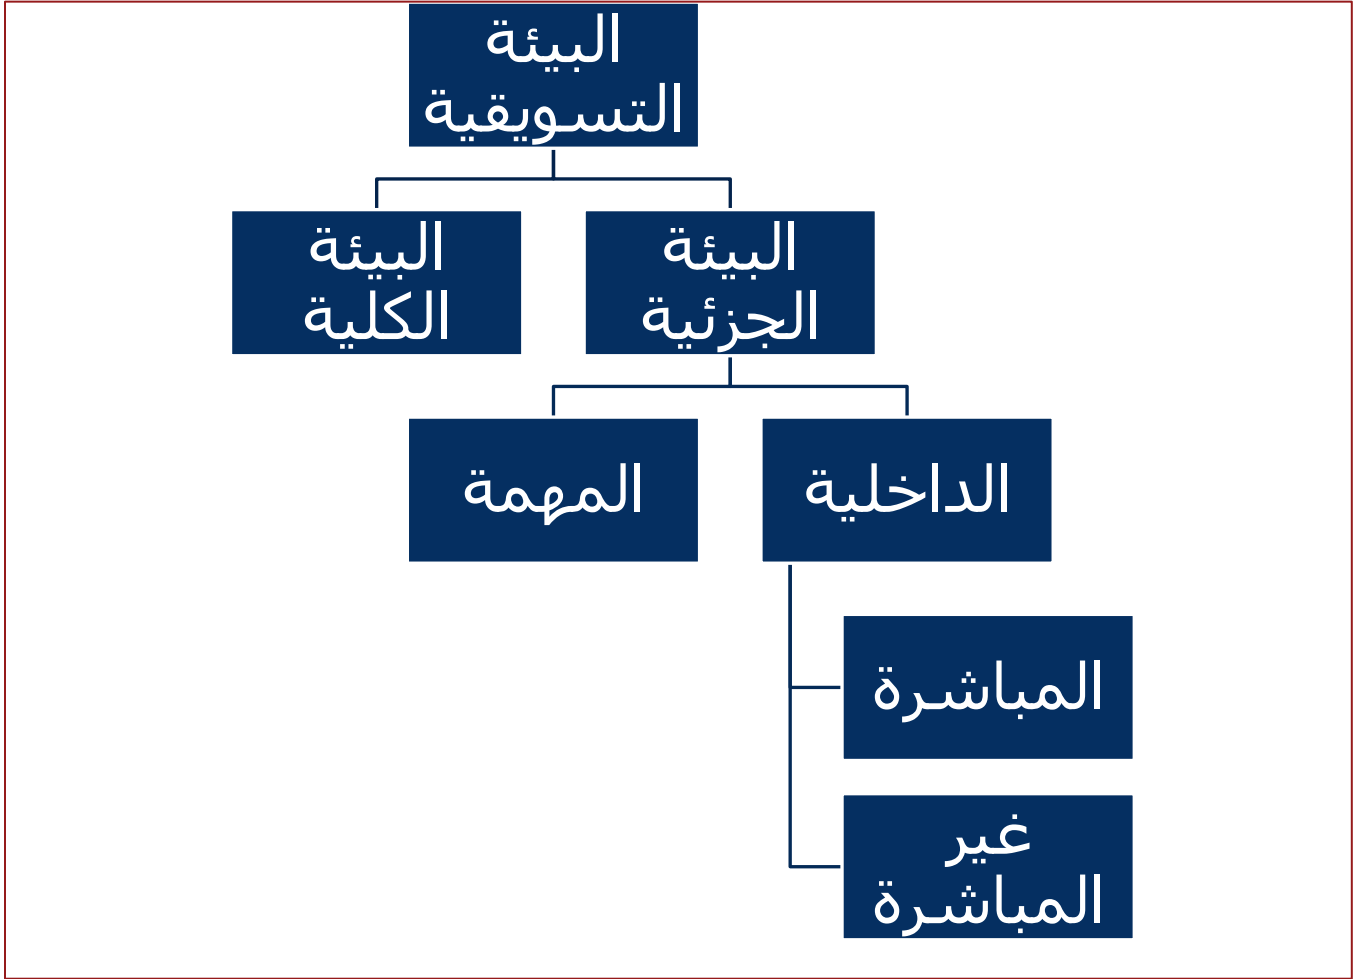 البيئة
التسويقية
البيئة
الجزئية
البيئة
الكلية
الداخلية
المهمة
المباشرة
غير
المباشرة